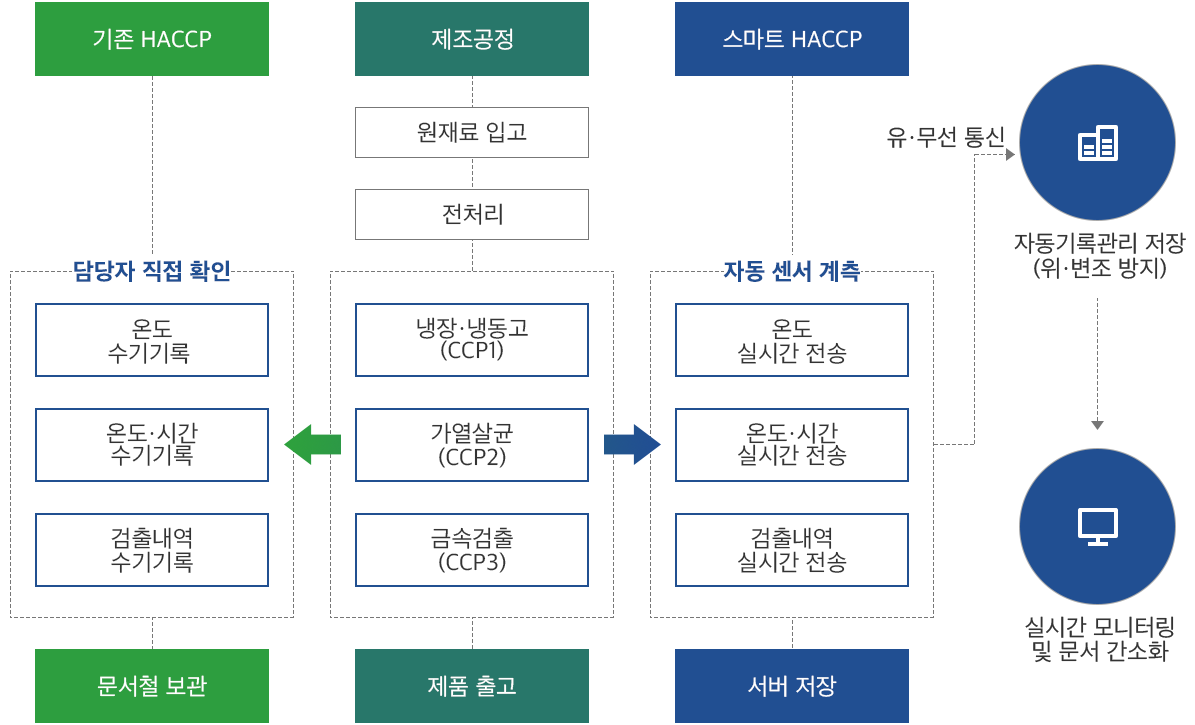 기존 HACCP
제조공정
스마트 HACCP
원재료 입고
전처리
담당자 직접 확인
온도
수기기록
온도·시간
수기기록
검출내역
수기기록
냉장·냉동고
(CCP1)
가열살균
(CCP2)
금속검출
(CCP3)
자동 센서 계측
온도
실시간 전송
온도·시간
실시간 전송
검출내역
실시간 전송
문서철 보관
제품 출고
서버 저장
유·무선 통신
자동기록관리 저장
(위·변조 방지)
실시간 모니터링
및 문서 간소화